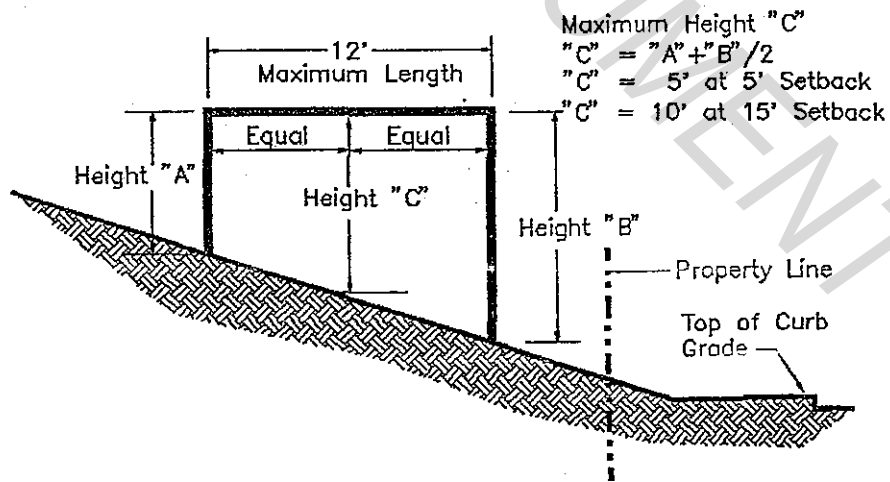 Maximum Height "C"
"C" = "A"+"B"/2
"C" = 5' at 5' Setback
"C" = 10' at 15' Setback
12'
Maximum Length
Equal Equal
Height "A"
Height "C"
Height "B"
Property Line
Top of Curb
Grade
UMENT